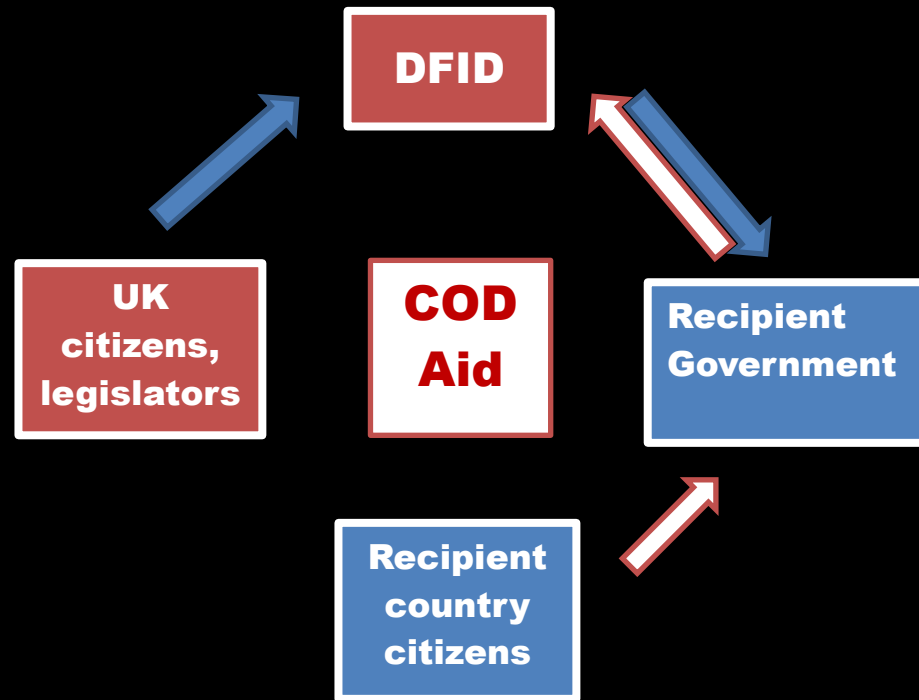 DFID
UK
citizens,
legislators
COD
Aid
Recipient
Government
Recipient
country
citizens